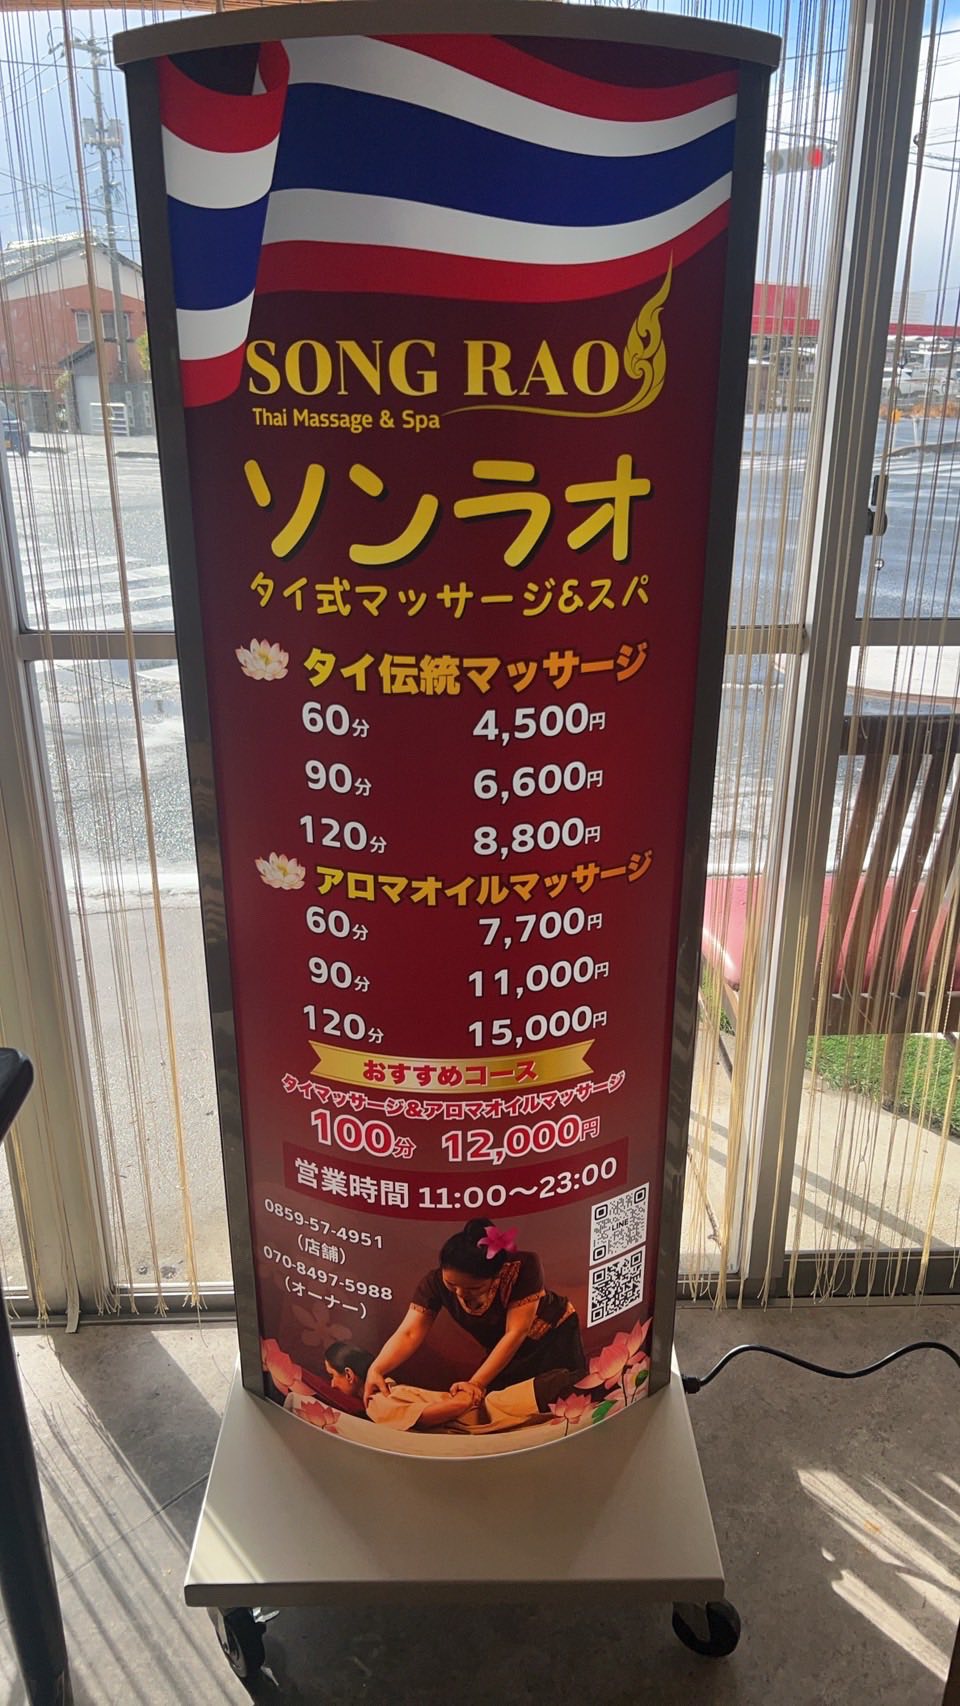 SONG RAO
Thai Massage & Spa
ソンラオ
タイ式マッサージ&スパ
タイ伝統マッサージ
60分 4,500円
90分 6,600円
120分 8,800円
アロマオイルマッサージ
60分 7,700円
90分 11,000円
120分 15,000円
おすすめコース
タイマッサージ&アロマオイルマッサージ
100分 12,000円
営業時間 11:00～23:00
0859-57-4951
（店舗）
070-8497-5988
（オーナー）
LINE